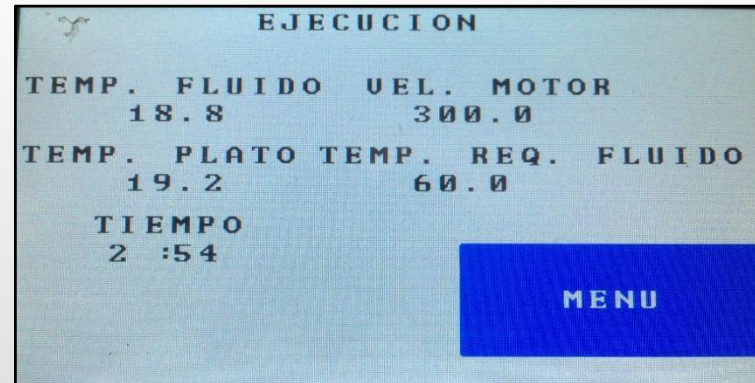 EJECUCION
TEMP. FLUIDO VEL. MOTOR
18.8 300.0
TEMP. PLATO TEMP. REQ. FLUIDO
19.2 60.0
TIEMPO
2 :54
MENU